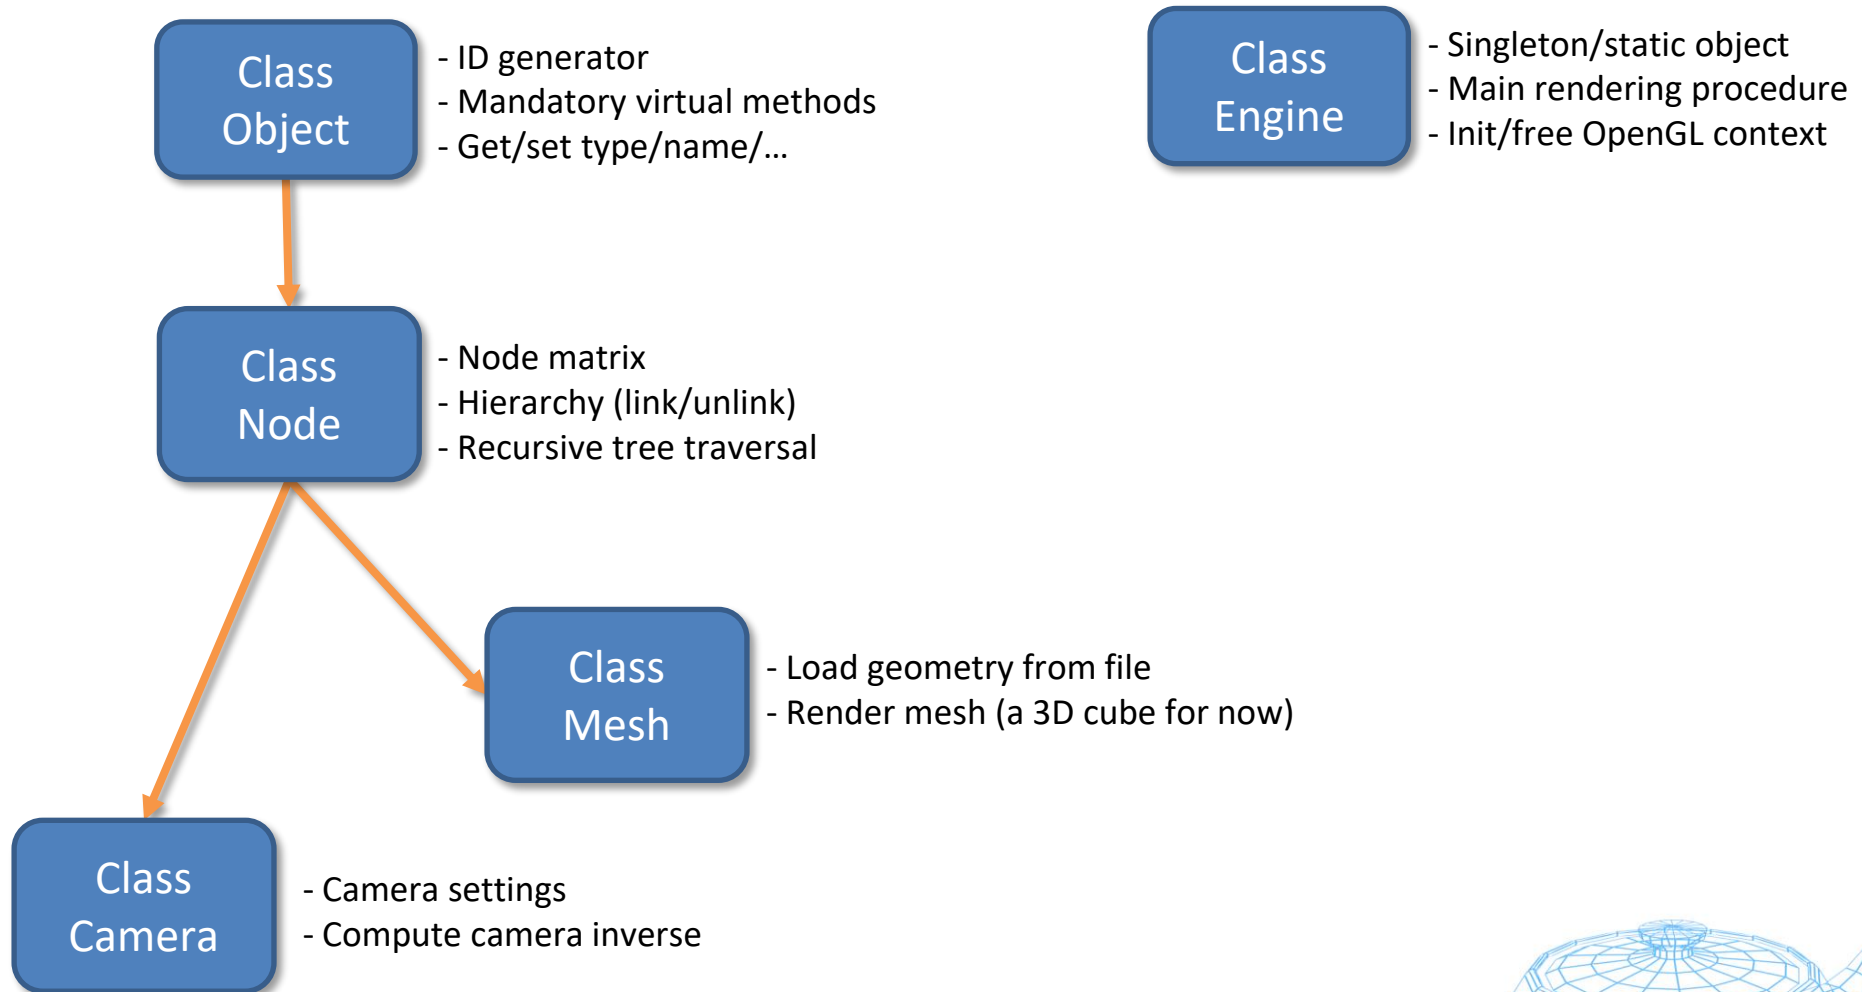 Class
Object
- ID generator
- Mandatory virtual methods
- Get/set type/name/…
Class
Engine
- Singleton/static object
- Main rendering procedure
- Init/free OpenGL context
Class
Node
- Node matrix
- Hierarchy (link/unlink)
- Recursive tree traversal
Class
Mesh
- Load geometry from file
- Render mesh (a 3D cube for now)
Class
Camera
- Camera settings
- Compute camera inverse